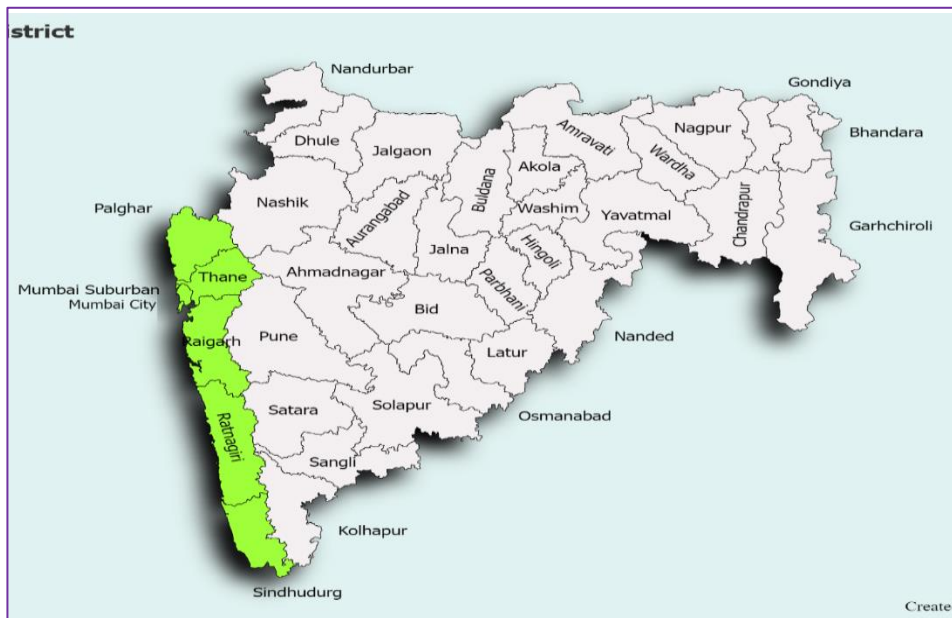 istrict
Nandurbar
Gondiya
Dhule
Jalgaon
Amravati
Nagpur
Bhandara
Akola
Wardha
Buldana
Nashik
Aurangabad
Washim
Yavatmal
Chandrapur
Palghar
Garhchiroli
Jalna
Hingoli
Thane
Ahmadnagar
Parbhani
Mumbai Suburban
Mumbai City
Bid
Raigarh
Pune
Nanded
Latur
Ratnagiri
Satara
Solapur
Osmanabad
Sangli
Kolhapur
Sindhudurg
Create